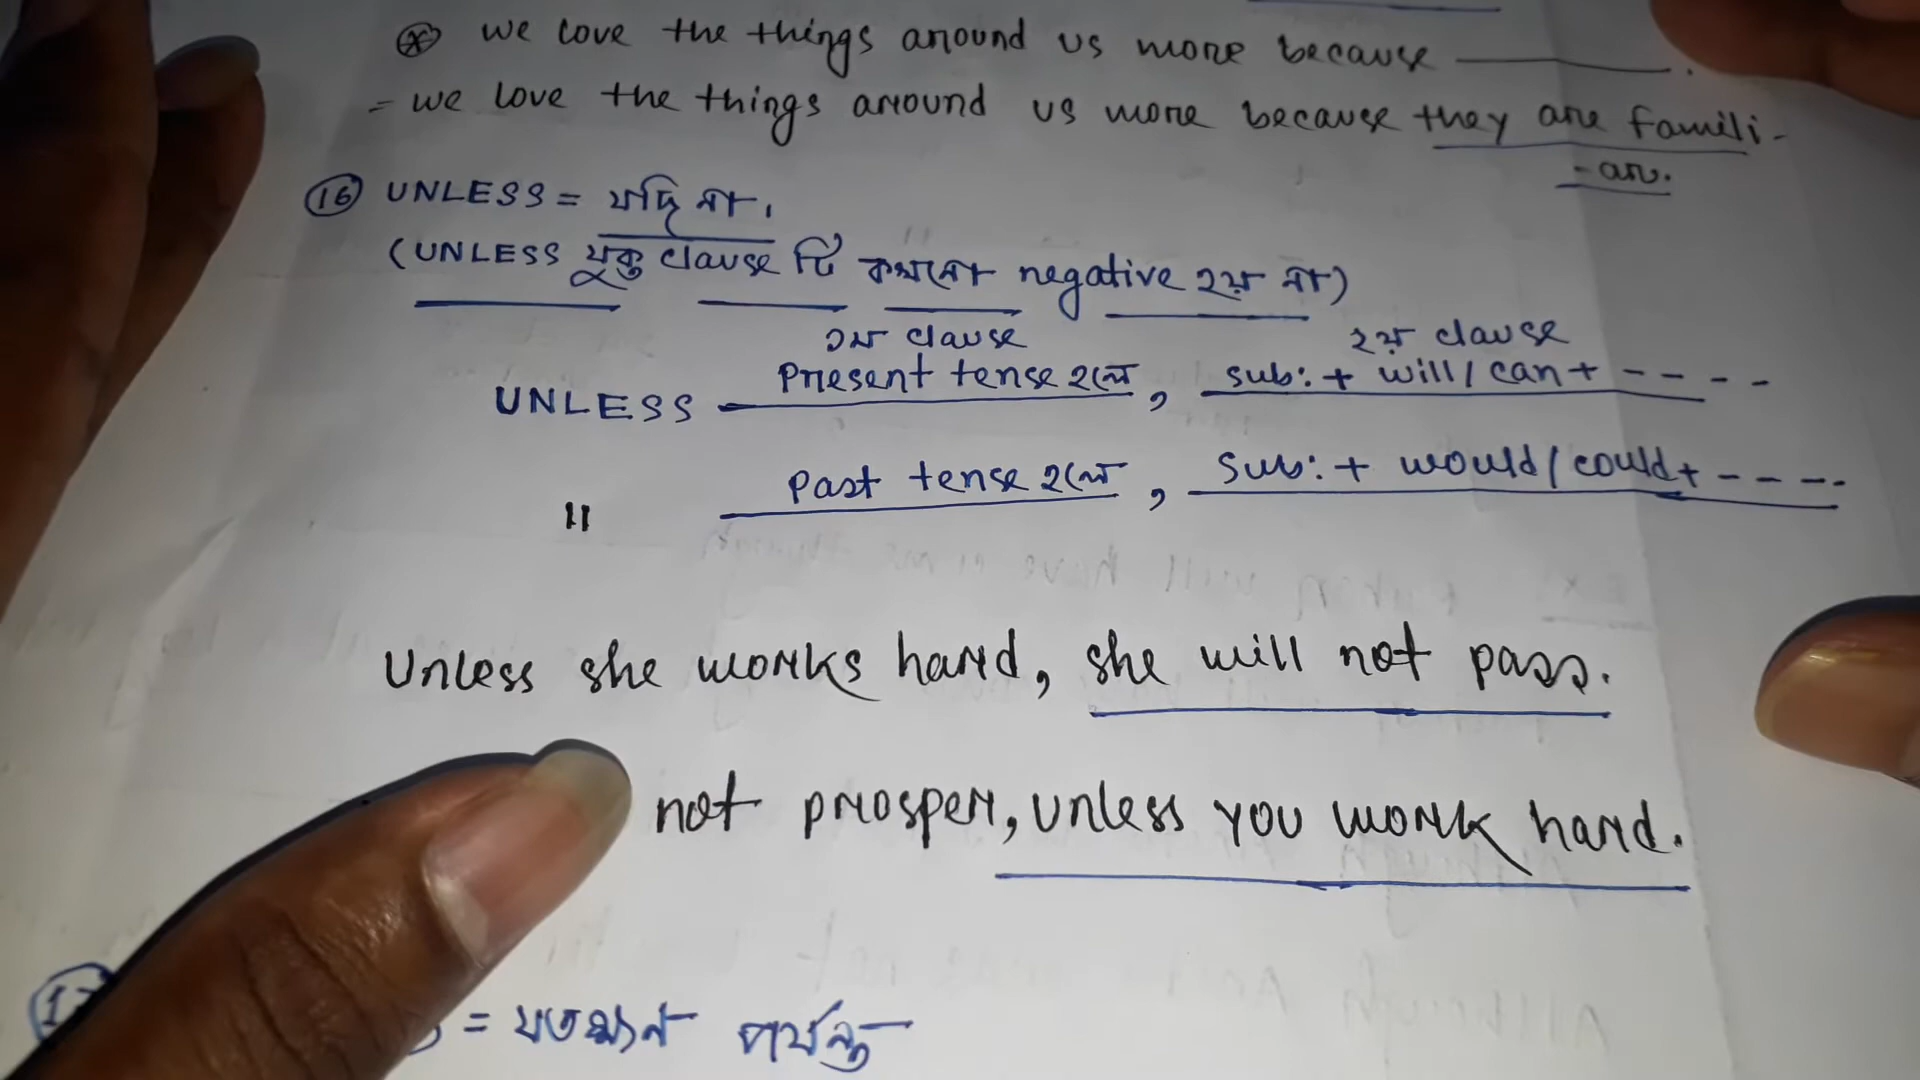 ⊗ we love the things around us more because ————.
= we love the things around us more because they are famili-
-ar.
(16) UNLESS = যদি না।
(UNLESS যুক্ত clause টি কখনো negative হয় না)
১ম clause ২য় clause
UNLESS present tense হলে, sub: + will/can + - - - -
" past tense হলে, sub: + would/could + - - - -
Unless she works hard, she will not pass.
not prosper, unless you work hard.
= যতক্ষণ পর্যন্ত